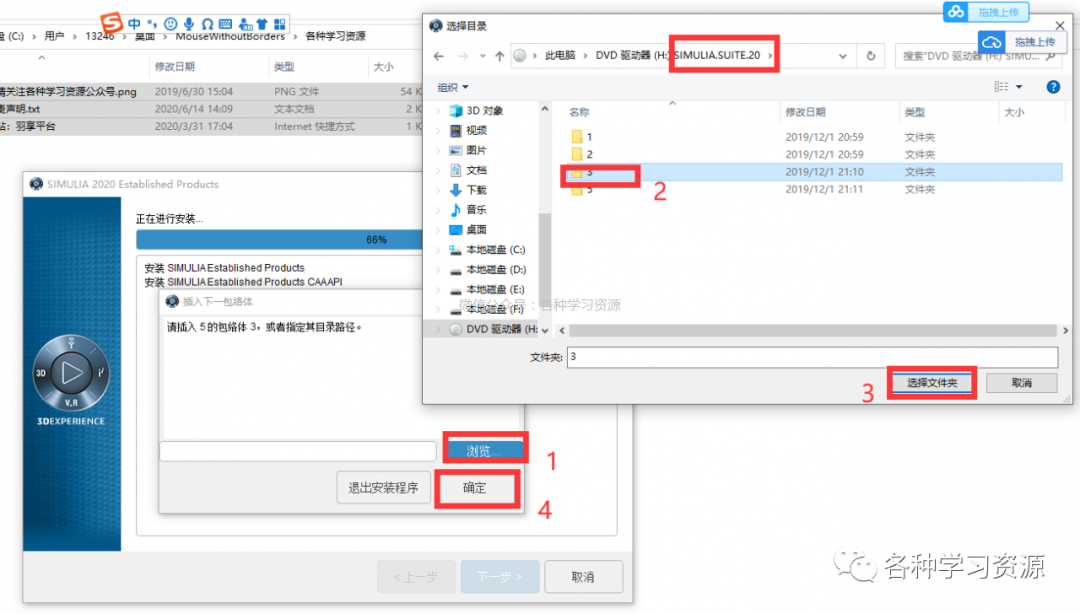 中
拖拽上传
(C:) › 用户 › 13246 › 桌面 › MouseWithoutBorders › 各种学习资源
修改日期 类型 大小
请关注各种学习资源公众号.png 2019/6/30 15:04 PNG 文件 54 K
责声明.txt 2020/6/14 14:09 文本文档 2 K
站：羽享平台 2020/3/31 17:04 Internet 快捷方式 1 K
选择目录
拖拽上传
› 此电脑 › DVD 驱动器 (H:) SIMULIA.SUITE.20 ›
搜索"DVD 驱动器 (H:) SIMU...
组织
名称 修改日期 类型 大小
1 2019/12/1 20:59 文件夹
2 2019/12/1 20:59 文件夹
3 2019/12/1 21:10 文件夹
5 2019/12/1 21:11 文件夹
2
3D 对象
视频
图片
文档
下载
音乐
桌面
本地磁盘 (C:)
本地磁盘 (D:)
本地磁盘 (E:)
本地磁盘 (F:)
DVD 驱动器 (H:
微信公众号：各种学习资源
文件夹: 3
3
选择文件夹
取消
SIMULIA 2020 Established Products
正在进行安装...
66%
安装 SIMULIA Established Products
安装 SIMULIA Established Products CAAAPI
插入下一包络体
请插入 5 的包络体 3，或者指定其目录路径。
浏览...
1
退出安装程序
确定
4
3D
V,R
3DEXPERIENCE
< 上一步
下一步 >
取消
各种学习资源